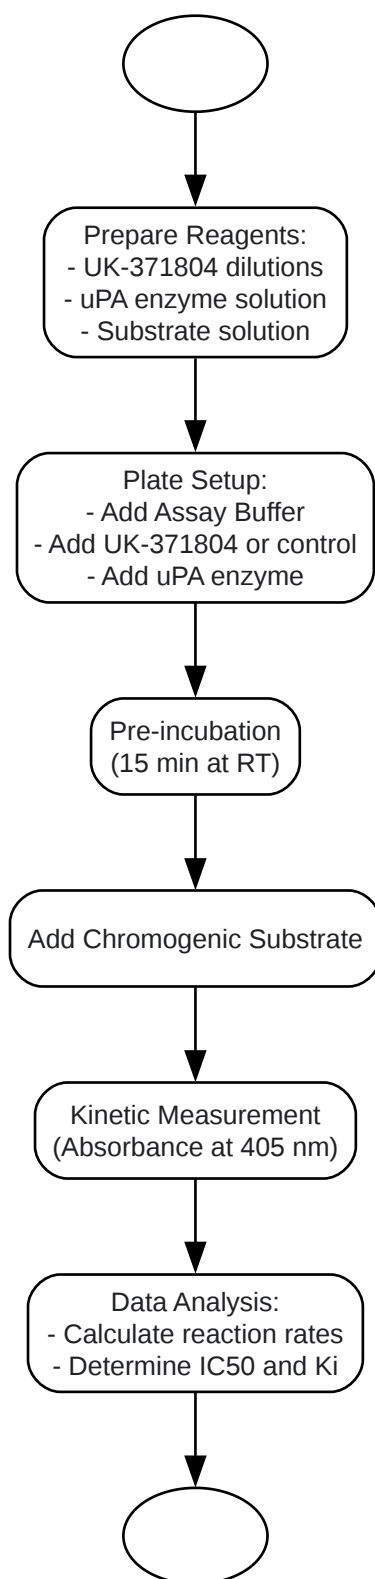 Prepare Reagents:
- UK-371804 dilutions
- uPA enzyme solution
- Substrate solution
Plate Setup:
- Add Assay Buffer
- Add UK-371804 or control
- Add uPA enzyme
Pre-incubation
(15 min at RT)
Add Chromogenic Substrate
Kinetic Measurement
(Absorbance at 405 nm)
Data Analysis:
- Calculate reaction rates
- Determine IC50 and Ki